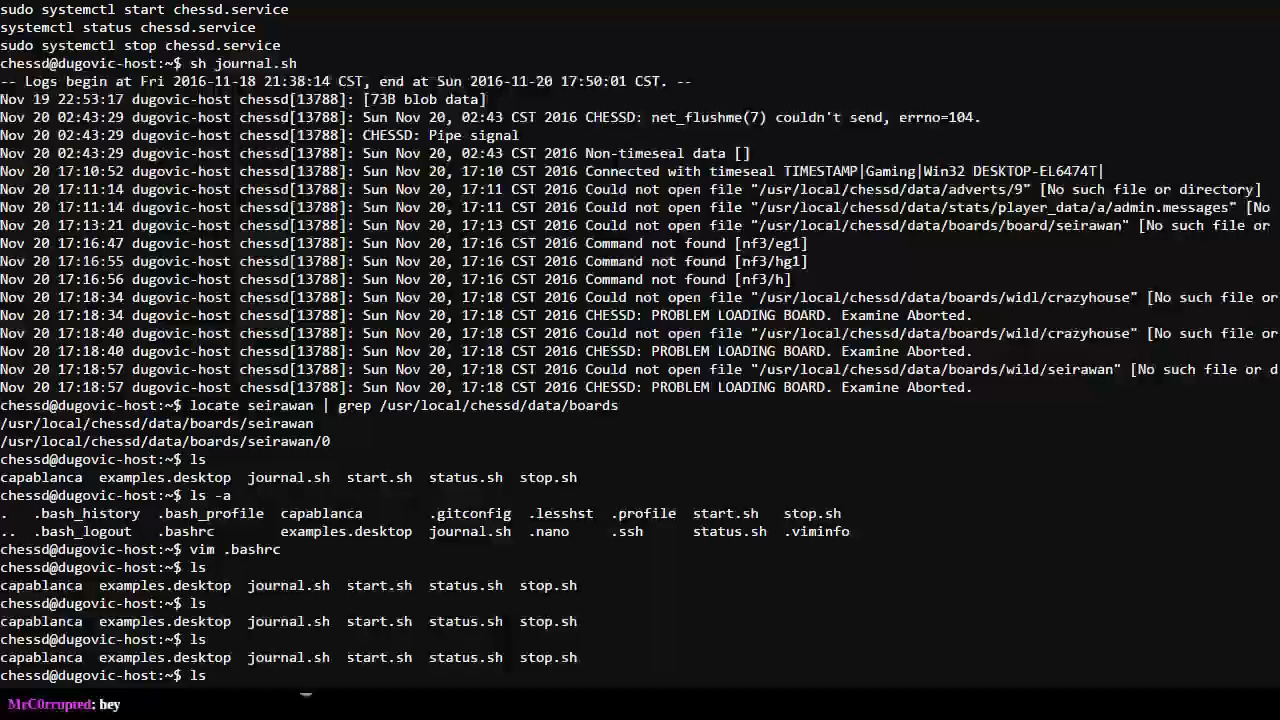 sudo systemctl start chessd.service
systemctl status chessd.service
sudo systemctl stop chessd.service
chessd@dugovic-host:~$ sh journal.sh
-- Logs begin at Fri 2016-11-18 21:38:14 CST, end at Sun 2016-11-20 17:50:01 CST. --
Nov 19 22:53:17 dugovic-host chessd[13788]: [73B blob data]
Nov 20 02:43:29 dugovic-host chessd[13788]: Sun Nov 20, 02:43 CST 2016 CHESSD: net_flushme(7) couldn't send, errno=104.
Nov 20 02:43:29 dugovic-host chessd[13788]: CHESSD: Pipe signal
Nov 20 02:43:29 dugovic-host chessd[13788]: Sun Nov 20, 02:43 CST 2016 Non-timeseal data []
Nov 20 17:10:52 dugovic-host chessd[13788]: Sun Nov 20, 17:10 CST 2016 Connected with timeseal TIMESTAMP|Gaming|Win32 DESKTOP-EL6474T|
Nov 20 17:11:14 dugovic-host chessd[13788]: Sun Nov 20, 17:11 CST 2016 Could not open file "/usr/local/chessd/data/adverts/9" [No such file or directory]
Nov 20 17:11:14 dugovic-host chessd[13788]: Sun Nov 20, 17:11 CST 2016 Could not open file "/usr/local/chessd/data/stats/player_data/a/admin.messages" [No
Nov 20 17:13:21 dugovic-host chessd[13788]: Sun Nov 20, 17:13 CST 2016 Could not open file "/usr/local/chessd/data/boards/board/seirawan" [No such file or
Nov 20 17:16:47 dugovic-host chessd[13788]: Sun Nov 20, 17:16 CST 2016 Command not found [nf3/eg1]
Nov 20 17:16:55 dugovic-host chessd[13788]: Sun Nov 20, 17:16 CST 2016 Command not found [nf3/hg1]
Nov 20 17:16:56 dugovic-host chessd[13788]: Sun Nov 20, 17:16 CST 2016 Command not found [nf3/h]
Nov 20 17:18:34 dugovic-host chessd[13788]: Sun Nov 20, 17:18 CST 2016 Could not open file "/usr/local/chessd/data/boards/widl/crazyhouse" [No such file or
Nov 20 17:18:34 dugovic-host chessd[13788]: Sun Nov 20, 17:18 CST 2016 CHESSD: PROBLEM LOADING BOARD. Examine Aborted.
Nov 20 17:18:40 dugovic-host chessd[13788]: Sun Nov 20, 17:18 CST 2016 Could not open file "/usr/local/chessd/data/boards/wild/crazyhouse" [No such file or
Nov 20 17:18:40 dugovic-host chessd[13788]: Sun Nov 20, 17:18 CST 2016 CHESSD: PROBLEM LOADING BOARD. Examine Aborted.
Nov 20 17:18:57 dugovic-host chessd[13788]: Sun Nov 20, 17:18 CST 2016 Could not open file "/usr/local/chessd/data/boards/wild/seirawan" [No such file or d
Nov 20 17:18:57 dugovic-host chessd[13788]: Sun Nov 20, 17:18 CST 2016 CHESSD: PROBLEM LOADING BOARD. Examine Aborted.
chessd@dugovic-host:~$ locate seirawan | grep /usr/local/chessd/data/boards
/usr/local/chessd/data/boards/seirawan
/usr/local/chessd/data/boards/seirawan/0
chessd@dugovic-host:~$ ls
capablanca  examples.desktop  journal.sh  start.sh  status.sh  stop.sh
chessd@dugovic-host:~$ ls -a
.   .bash_history  .bash_profile  capablanca        .gitconfig  .lesshst  .profile  start.sh   stop.sh
..  .bash_logout   .bashrc        examples.desktop  journal.sh  .nano     .ssh      status.sh  .viminfo
chessd@dugovic-host:~$ vim .bashrc
chessd@dugovic-host:~$ ls
capablanca  examples.desktop  journal.sh  start.sh  status.sh  stop.sh
chessd@dugovic-host:~$ ls
capablanca  examples.desktop  journal.sh  start.sh  status.sh  stop.sh
chessd@dugovic-host:~$ ls
capablanca  examples.desktop  journal.sh  start.sh  status.sh  stop.sh
chessd@dugovic-host:~$ ls
MrC0rrupted: hey